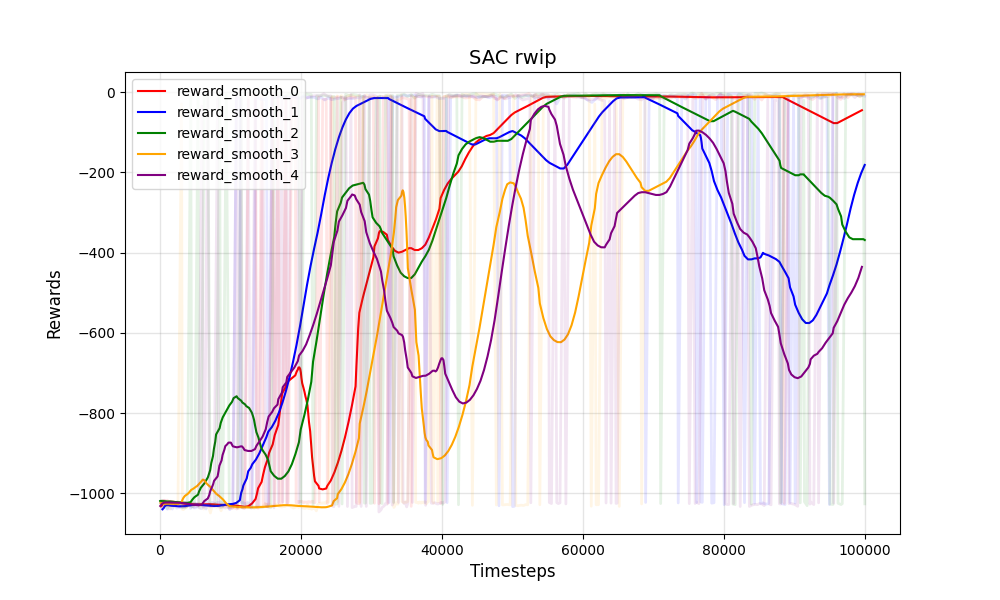 SAC rwip
reward_smooth_0
reward_smooth_1
reward_smooth_2
reward_smooth_3
reward_smooth_4
Rewards
0
−200
−400
−600
−800
−1000
0 20000 40000 60000 80000 100000
Timesteps